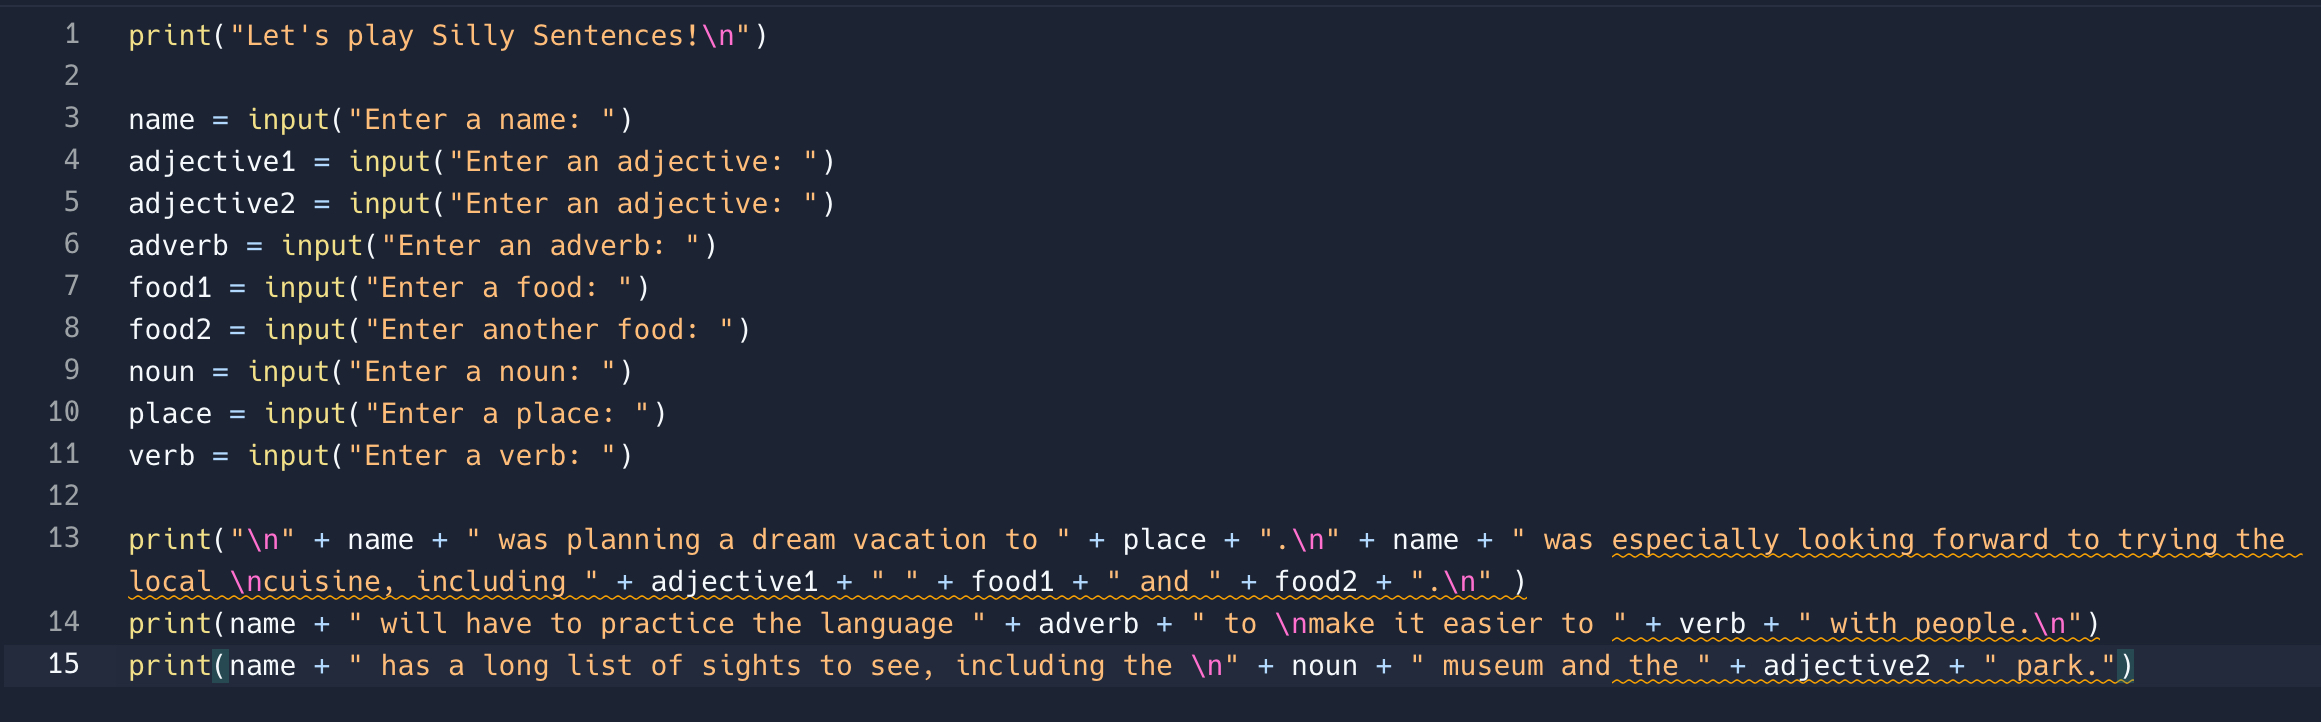 1 print("Let's play Silly Sentences!\n")
2
3 name = input("Enter a name: ")
4 adjective1 = input("Enter an adjective: ")
5 adjective2 = input("Enter an adjective: ")
6 adverb = input("Enter an adverb: ")
7 food1 = input("Enter a food: ")
8 food2 = input("Enter another food: ")
9 noun = input("Enter a noun: ")
10 place = input("Enter a place: ")
11 verb = input("Enter a verb: ")
12
13 print("\n" + name + " was planning a dream vacation to " + place + ".\n" + name + " was especially looking forward to trying the
local \ncuisine, including " + adjective1 + " " + food1 + " and " + food2 + ".\n" )
14 print(name + " will have to practice the language " + adverb + " to \nmake it easier to " + verb + " with people.\n")
15 print(name + " has a long list of sights to see, including the \n" + noun + " museum and the " + adjective2 + " park.")